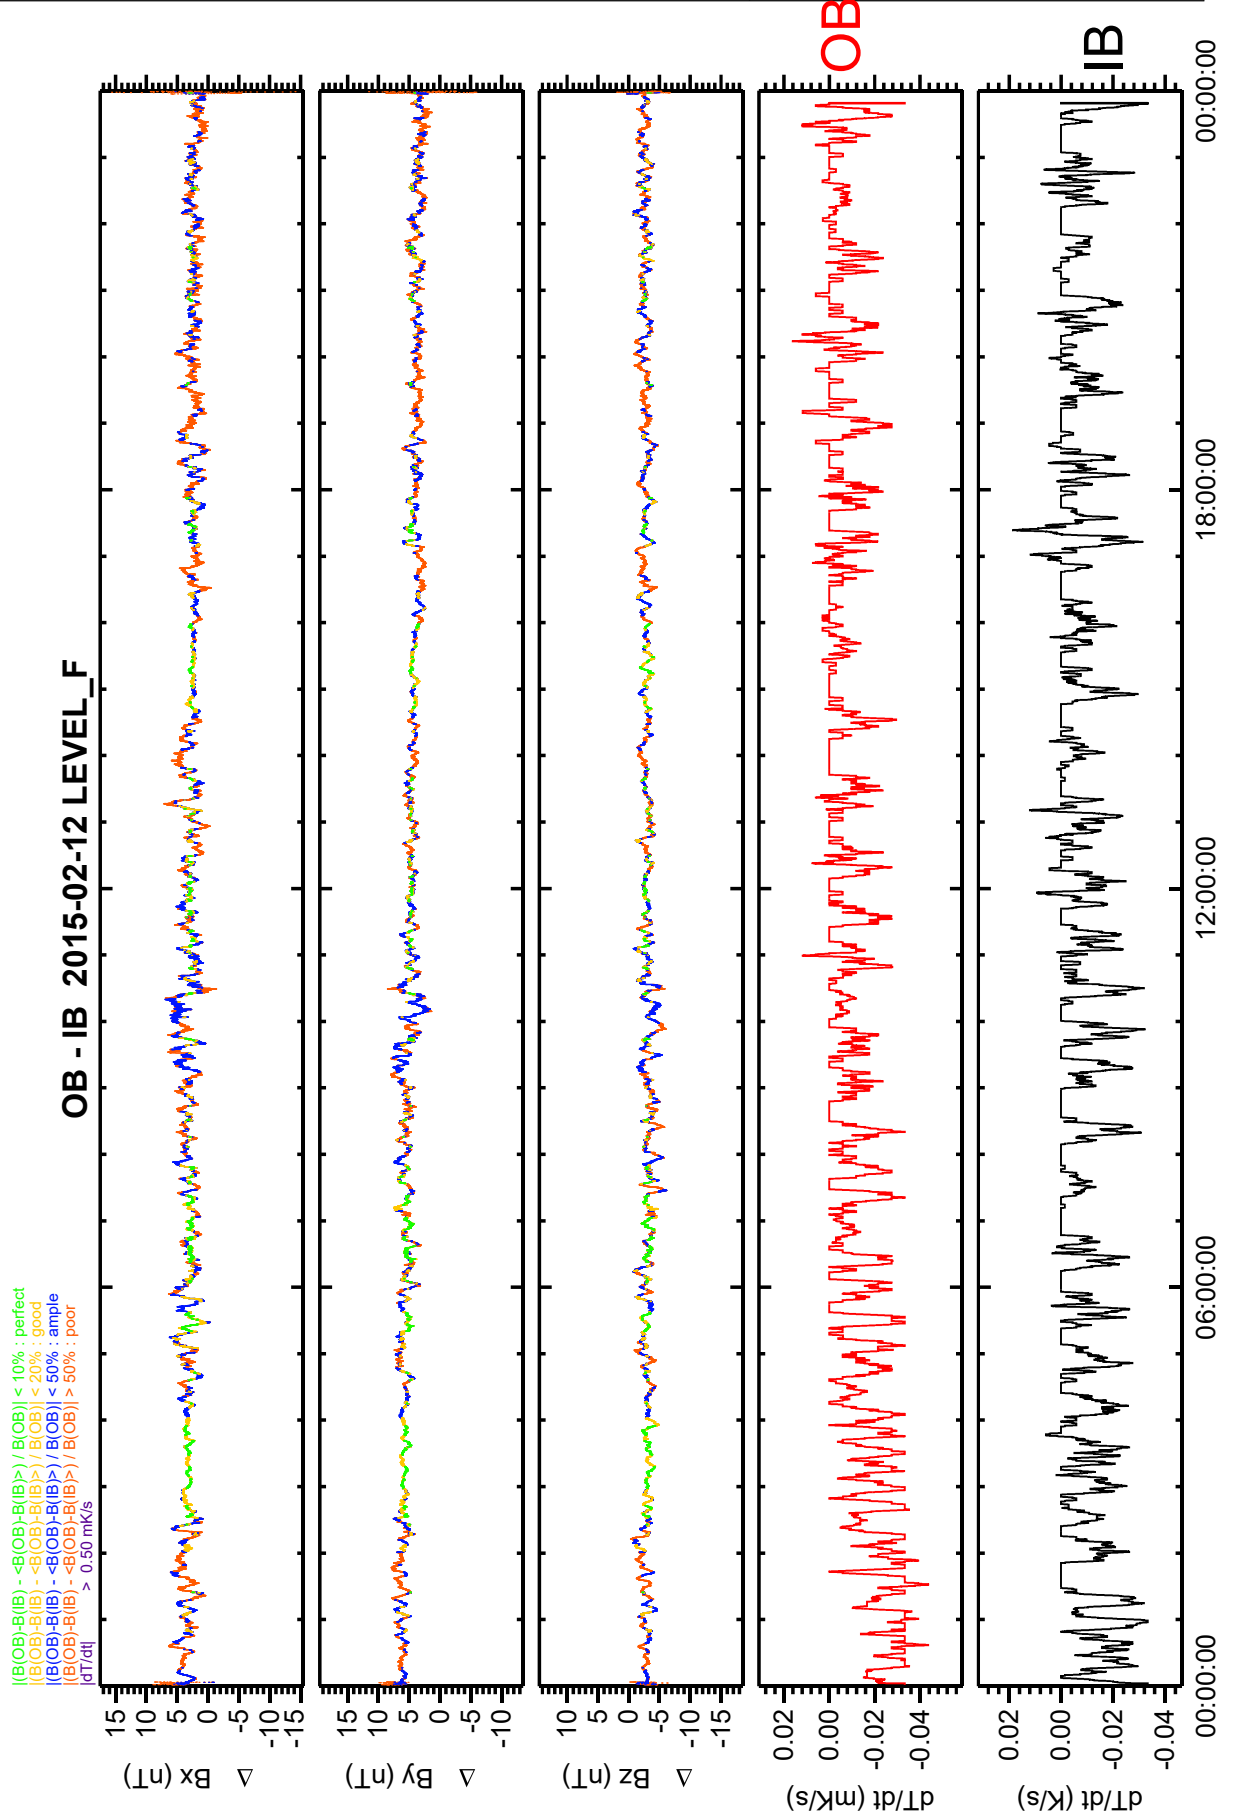 |(B(OB)-B(IB) - <B(OB)-B(IB)>) / B(OB)| < 10% : perfect
|(B(OB)-B(IB) - <B(OB)-B(IB)>) / B(OB)| < 20% : good
|(B(OB)-B(IB) - <B(OB)-B(IB)>) / B(OB)| < 50% : ample
|(B(OB)-B(IB) - <B(OB)-B(IB)>) / B(OB)| > 50% : poor
|dT/dt| > 0.50 mK/s
OB - IB 2015-02-12 LEVEL_F
Δ Bx (nT)
15
10
5
0
-5
-10
-15
Δ By (nT)
15
10
5
0
-5
-10
Δ Bz (nT)
10
5
0
-5
-10
-15
dT/dt (mK/s)
0.02
0.00
-0.02
-0.04
OB
dT/dt (K/s)
0.02
0.00
-0.02
-0.04
IB
00:00:00
06:00:00
12:00:00
18:00:00
00:00:00